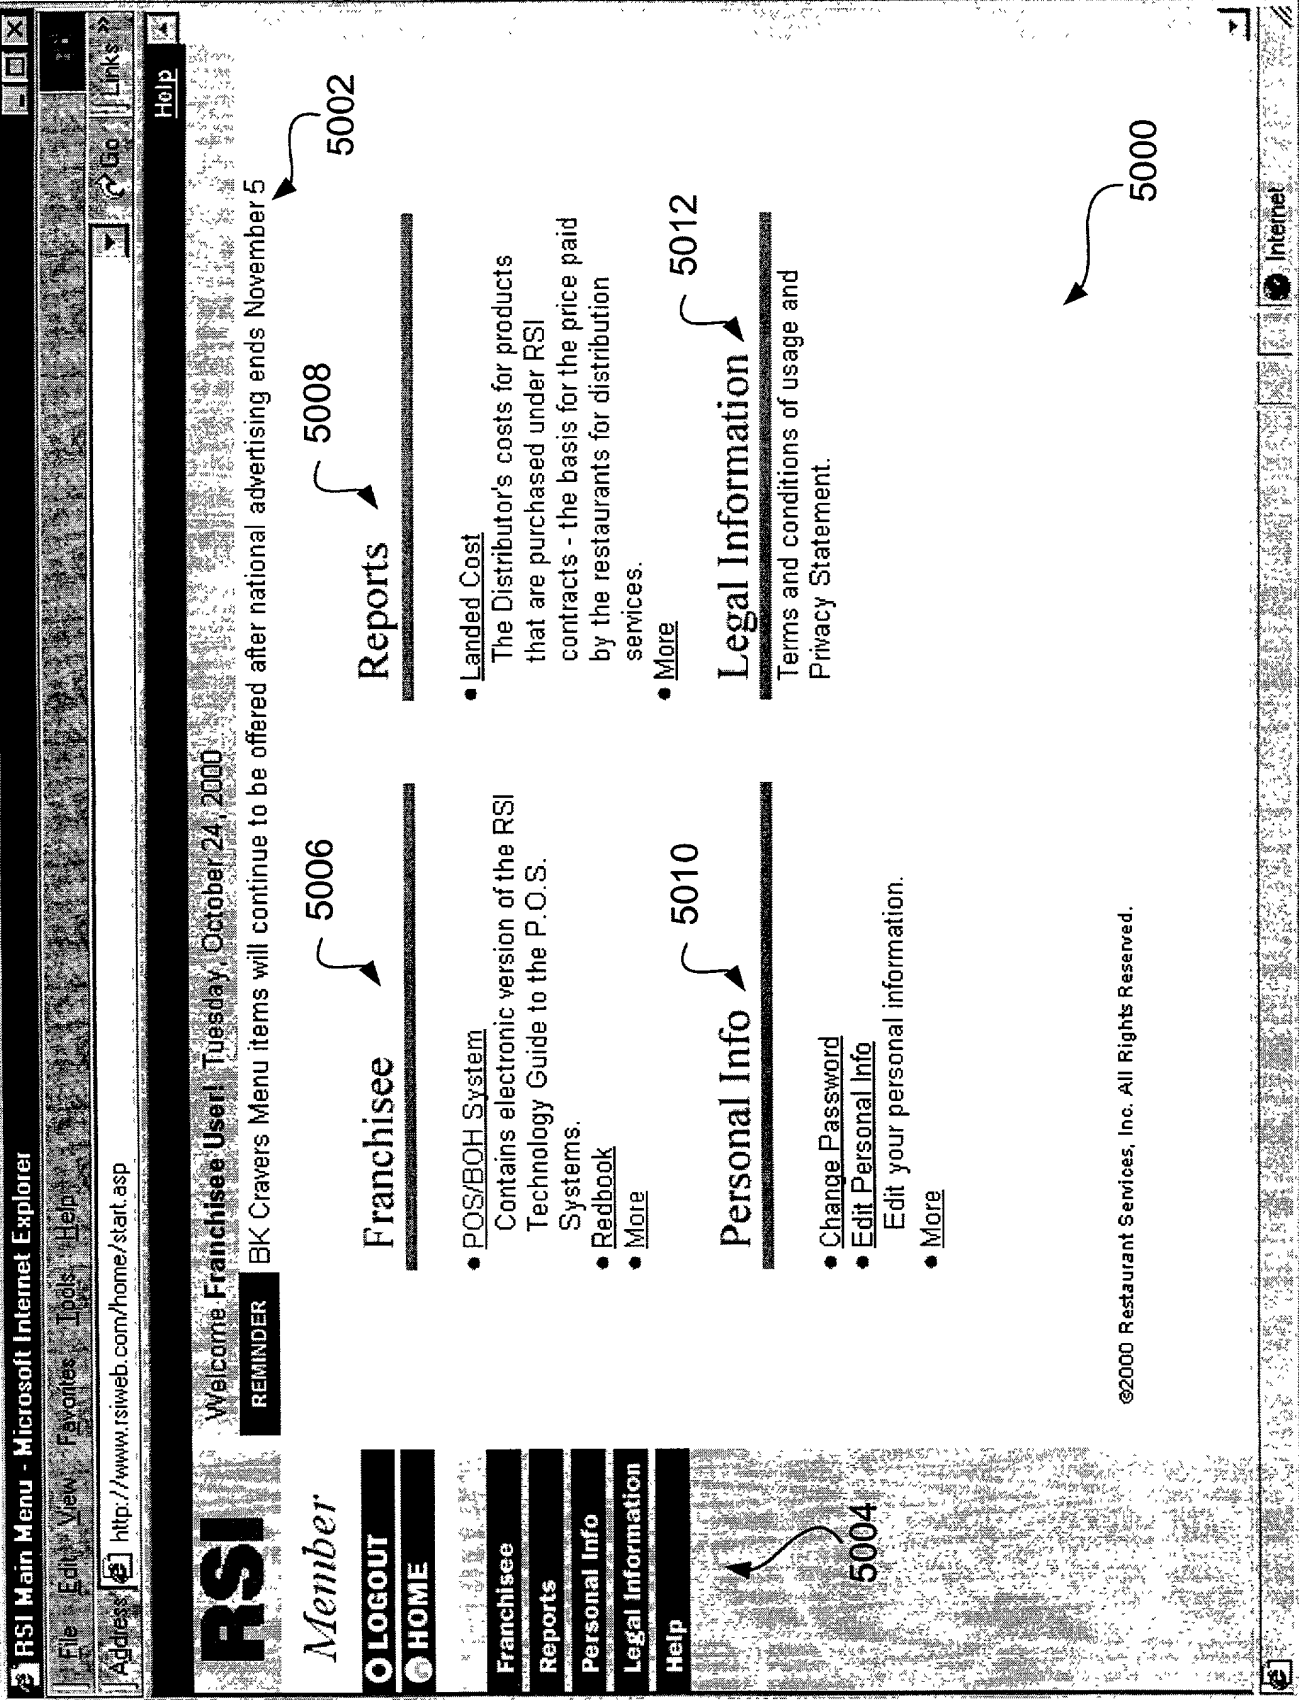 RSI Main Menu - Microsoft Internet Explorer
File Edit View Favorites Tools Help
Address http://www.rsiweb.com/home/start.asp Go Links »
Help
RSI
Welcome Franchisee User! Tuesday, October 24, 2000
REMINDER BK Cravers Menu items will continue to be offered after national advertising ends November 5
5002
Member
LOGOUT
HOME
Franchisee
Reports
Personal Info
Legal Information
Help
5004
5006
Franchisee
• POS/BOH System
Contains electronic version of the RSI
Technology Guide to the P.O.S.
Systems.
• Redbook
• More
5008
Reports
• Landed Cost
The Distributor's costs for products
that are purchased under RSI
contracts - the basis for the price paid
by the restaurants for distribution
services.
• More
5010
Personal Info
• Change Password
• Edit Personal Info
Edit your personal information.
• More
5012
Legal Information
Terms and conditions of usage and
Privacy Statement.
5000
©2000 Restaurant Services, Inc. All Rights Reserved.
Internet